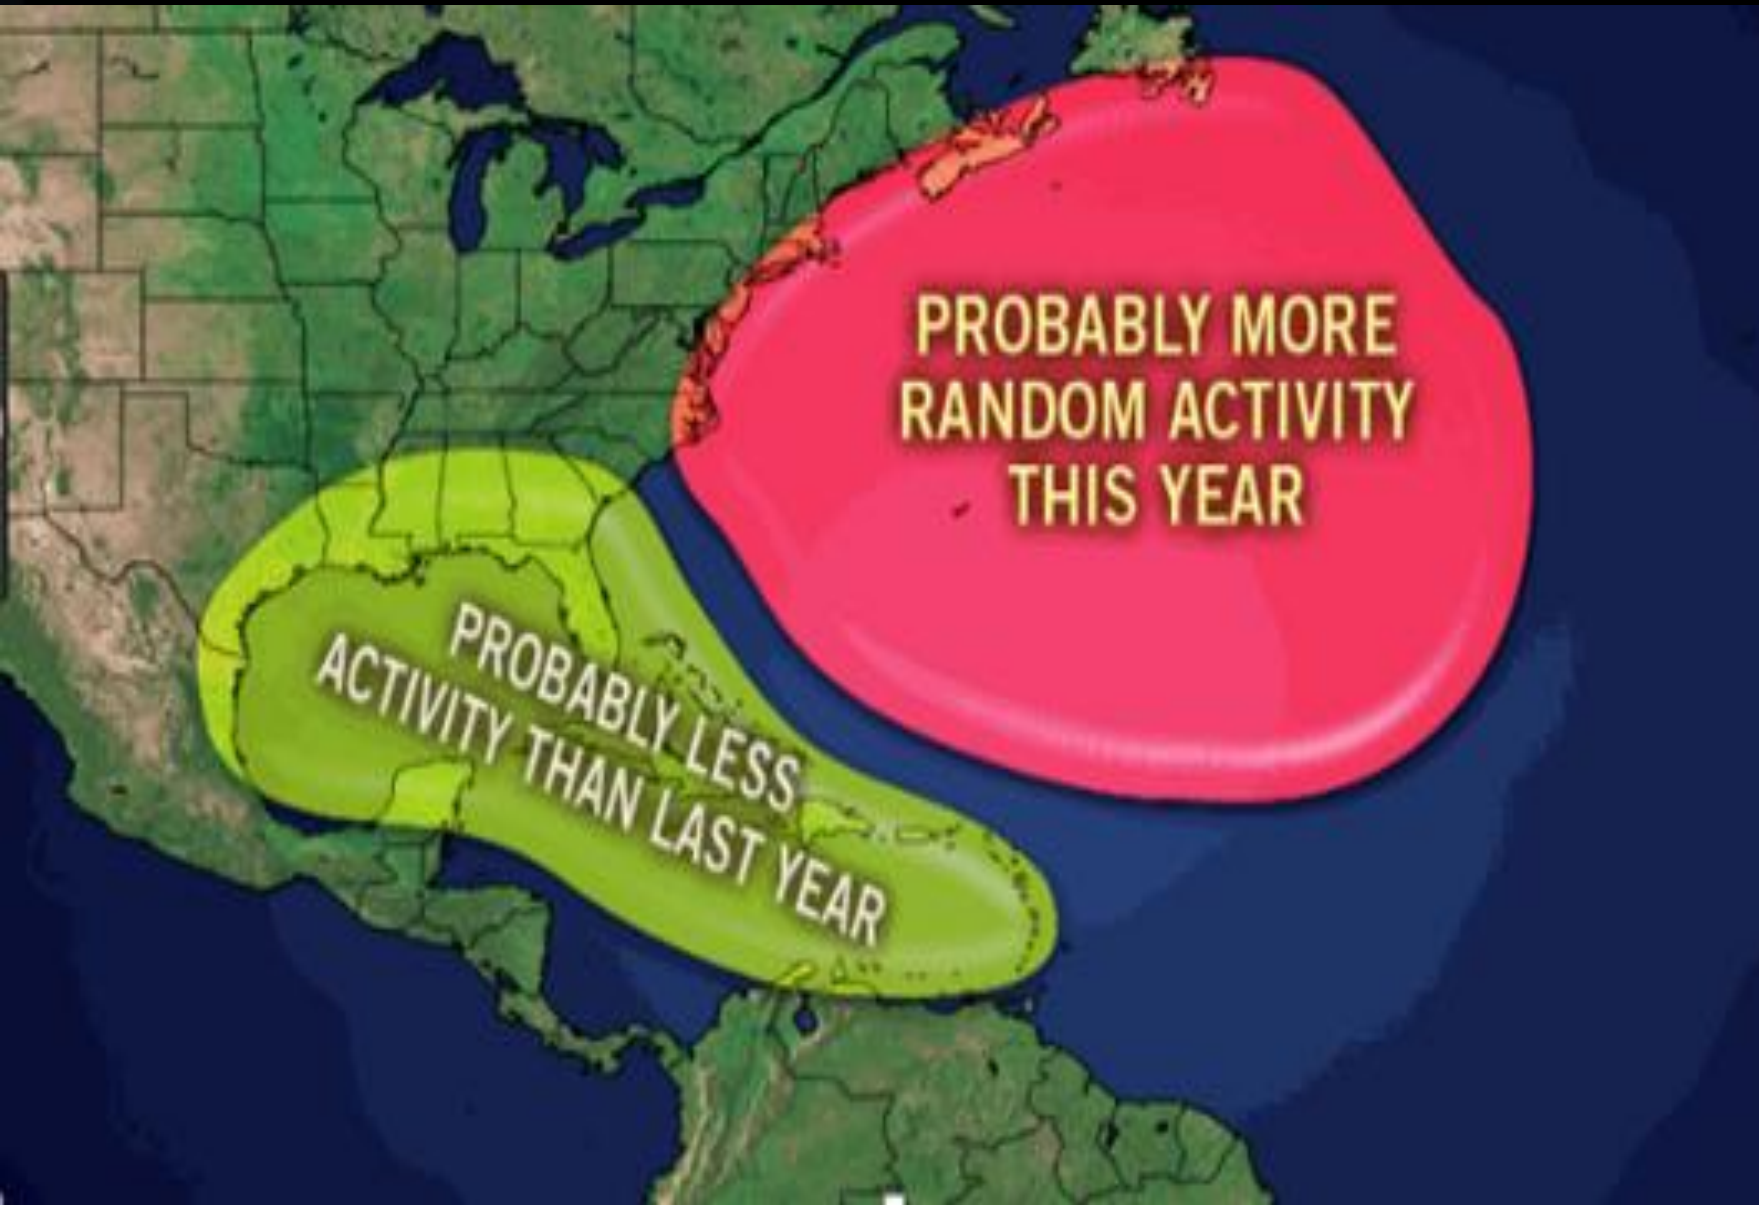 PROBABLY MORE
RANDOM ACTIVITY
THIS YEAR
PROBABLY LESS
ACTIVITY THAN LAST YEAR